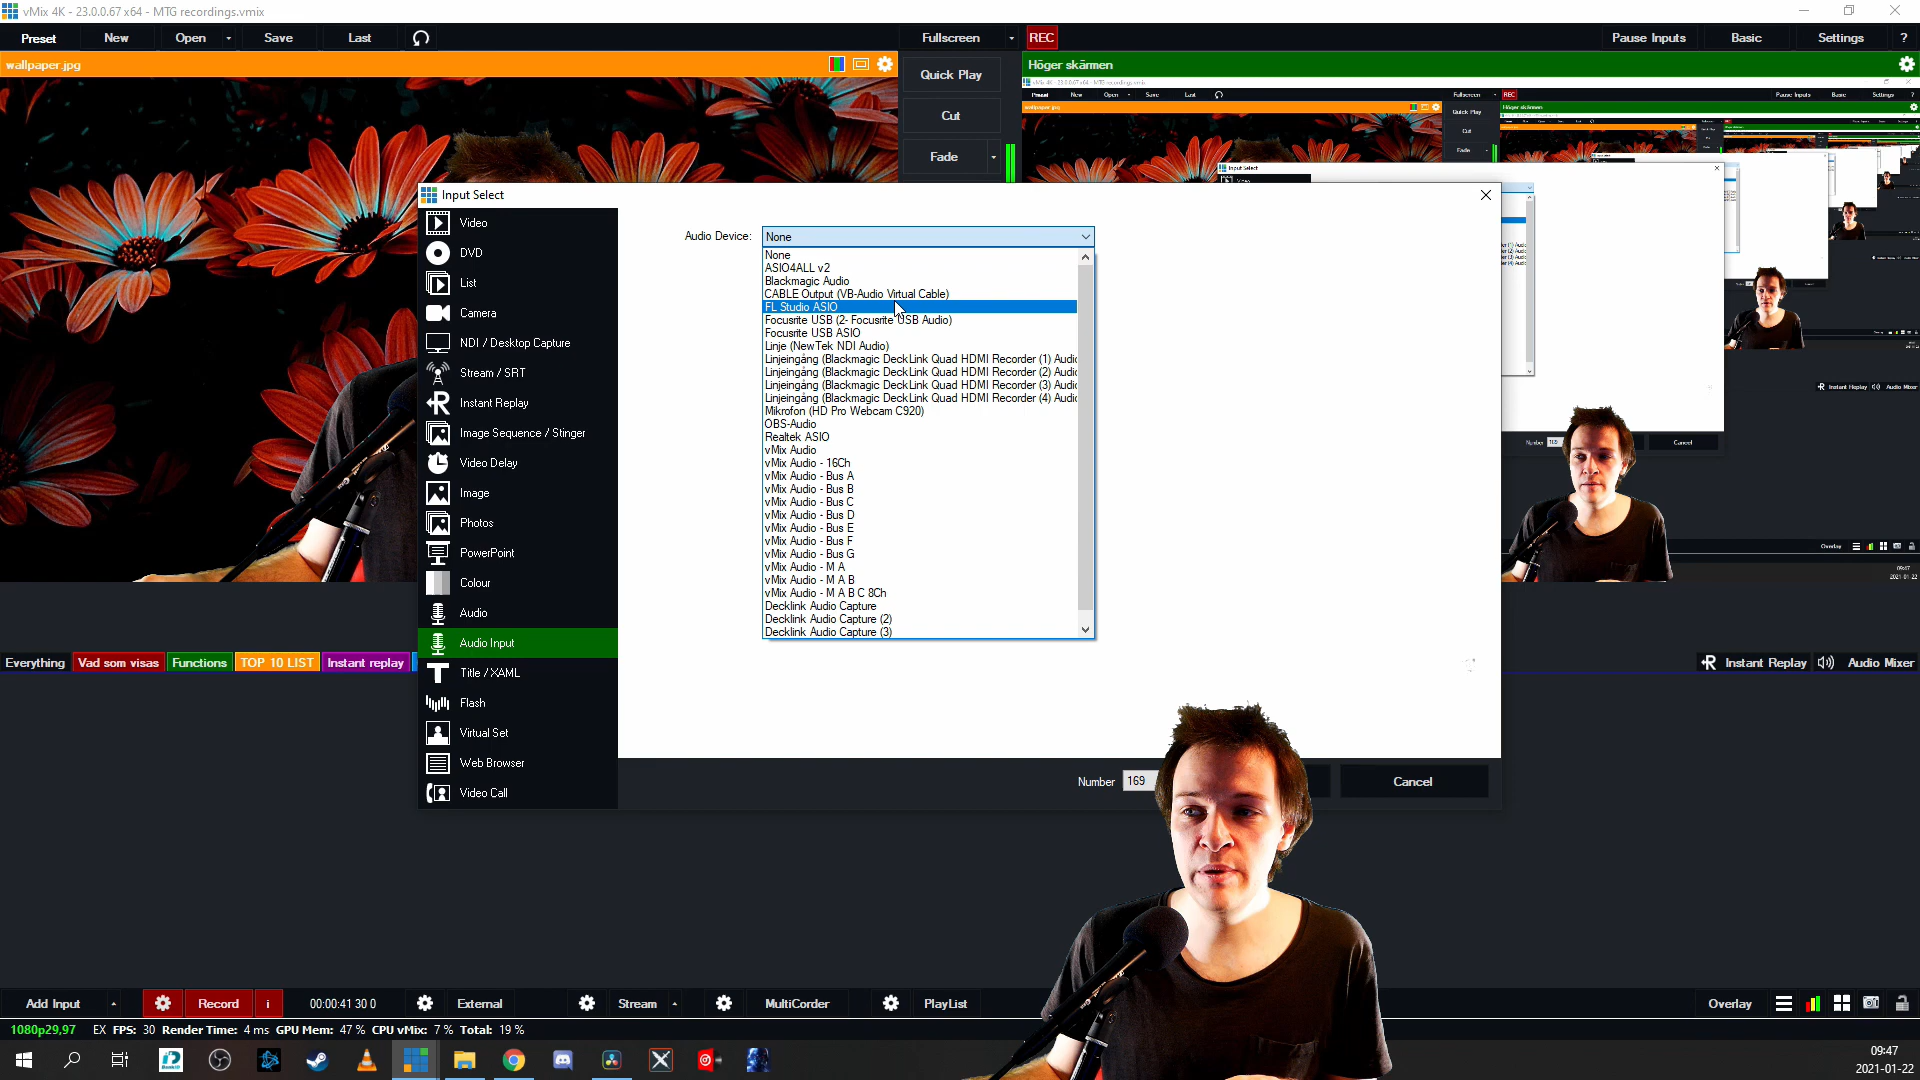 vMix 4K - 23.0.0.67 x64 - MTG recordings.vmix
Preset New Open Save Last Fullscreen REC Pause Inputs Basic Settings ?
wallpaper.jpg
Höger skärmen
Quick Play
Cut
Fade
Input Select
Video
DVD
List
Camera
NDI / Desktop Capture
Stream / SRT
Instant Replay
Image Sequence / Stinger
Video Delay
Image
Photos
PowerPoint
Colour
Audio
Audio Input
Title / XAML
Flash
Virtual Set
Web Browser
Video Call
Audio Device: None
None
ASIO4ALL v2
Blackmagic Audio
CABLE Output (VB-Audio Virtual Cable)
FL Studio ASIO
Focusrite USB (2- Focusrite USB Audio)
Focusrite USB ASIO
Linje (NewTek NDI Audio)
Linjeingång (Blackmagic DeckLink Quad HDMI Recorder (1) Audic
Linjeingång (Blackmagic DeckLink Quad HDMI Recorder (2) Audic
Linjeingång (Blackmagic DeckLink Quad HDMI Recorder (3) Audic
Linjeingång (Blackmagic DeckLink Quad HDMI Recorder (4) Audic
Mikrofon (HD Pro Webcam C920)
OBS-Audio
Realtek ASIO
vMix Audio
vMix Audio - 16Ch
vMix Audio - Bus A
vMix Audio - Bus B
vMix Audio - Bus C
vMix Audio - Bus D
vMix Audio - Bus E
vMix Audio - Bus F
vMix Audio - Bus G
vMix Audio - M A
vMix Audio - M A B
vMix Audio - M A B C 8Ch
Decklink Audio Capture
Decklink Audio Capture (2)
Decklink Audio Capture (3)
Number 169
Cancel
Everything Vad som visas Functions TOP 10 LIST Instant replay
Instant Replay Audio Mixer
Add Input Record i 00:00:41 30 0 External Stream MultiCorder PlayList Overlay
1080p29,97 EX FPS: 30 Render Time: 4 ms GPU Mem: 47 % CPU vMix: 7 % Total: 19 %
09:47
2021-01-22